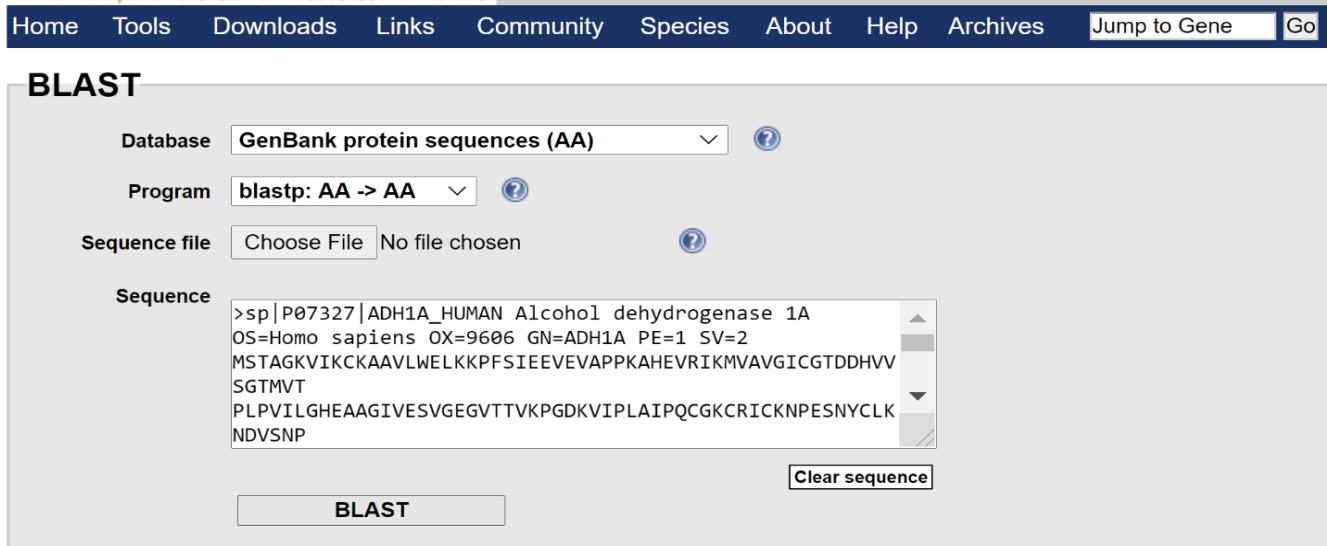 Home Tools Downloads Links Community Species About Help Archives Jump to Gene Go
BLAST
Database GenBank protein sequences (AA)
Program blastp: AA -> AA
Sequence file Choose File No file chosen
Sequence
>sp|P07327|ADH1A_HUMAN Alcohol dehydrogenase 1A
OS=Homo sapiens OX=9606 GN=ADH1A PE=1 SV=2
MSTAGKVIKCKAAVLWELKKPFSIEEVEVAPPKAHEVRIKMVAVGICGTDDHVV
SGTMVT
PLPVILGHEAAGIVESVGEGVTTVKPGDKVIPLAIPQCGKCRICKNPESNYCLK
NDVSNP
Clear sequence
BLAST